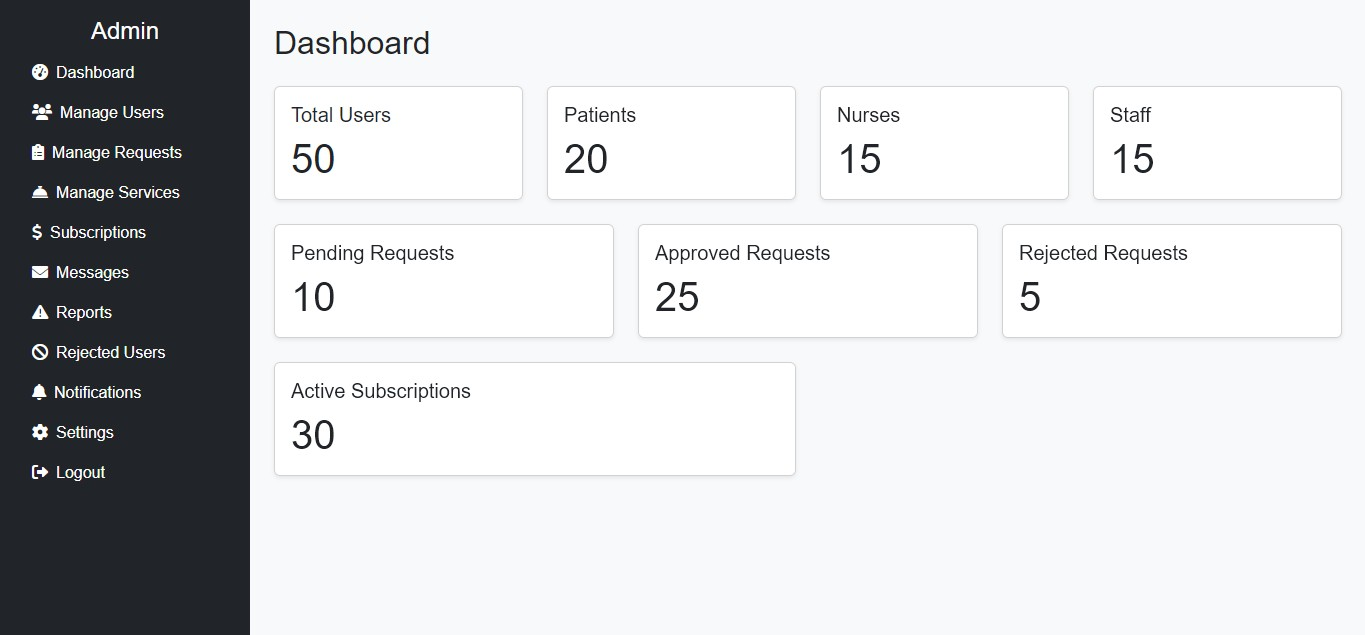 Admin
Dashboard
Manage Users
Manage Requests
Manage Services
Subscriptions
Messages
Reports
Rejected Users
Notifications
Settings
Logout
Dashboard
Total Users
50
Patients
20
Nurses
15
Staff
15
Pending Requests
10
Approved Requests
25
Rejected Requests
5
Active Subscriptions
30